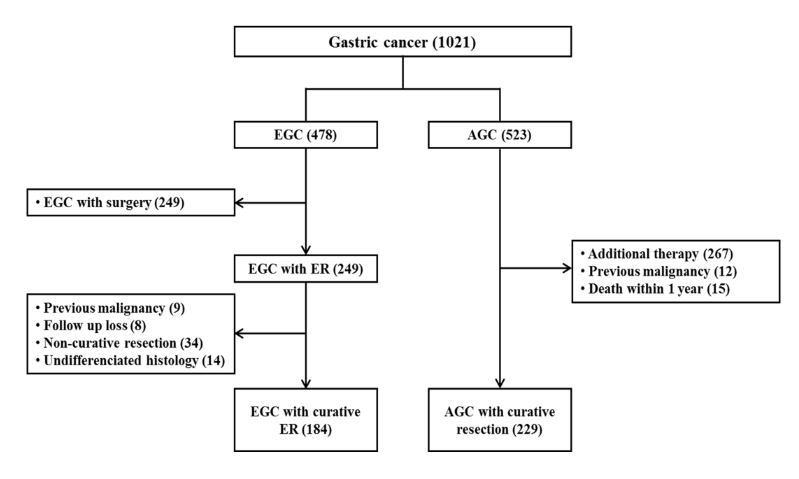 Gastric cancer (1021)
EGC (478)
AGC (523)
• EGC with surgery (249)
EGC with ER (249)
• Additional therapy (267)
• Previous malignancy (12)
• Death within 1 year (15)
• Previous malignancy (9)
• Follow up loss (8)
• Non-curative resection (34)
• Undifferenciated histology (14)
EGC with curative
ER (184)
AGC with curative
resection (229)